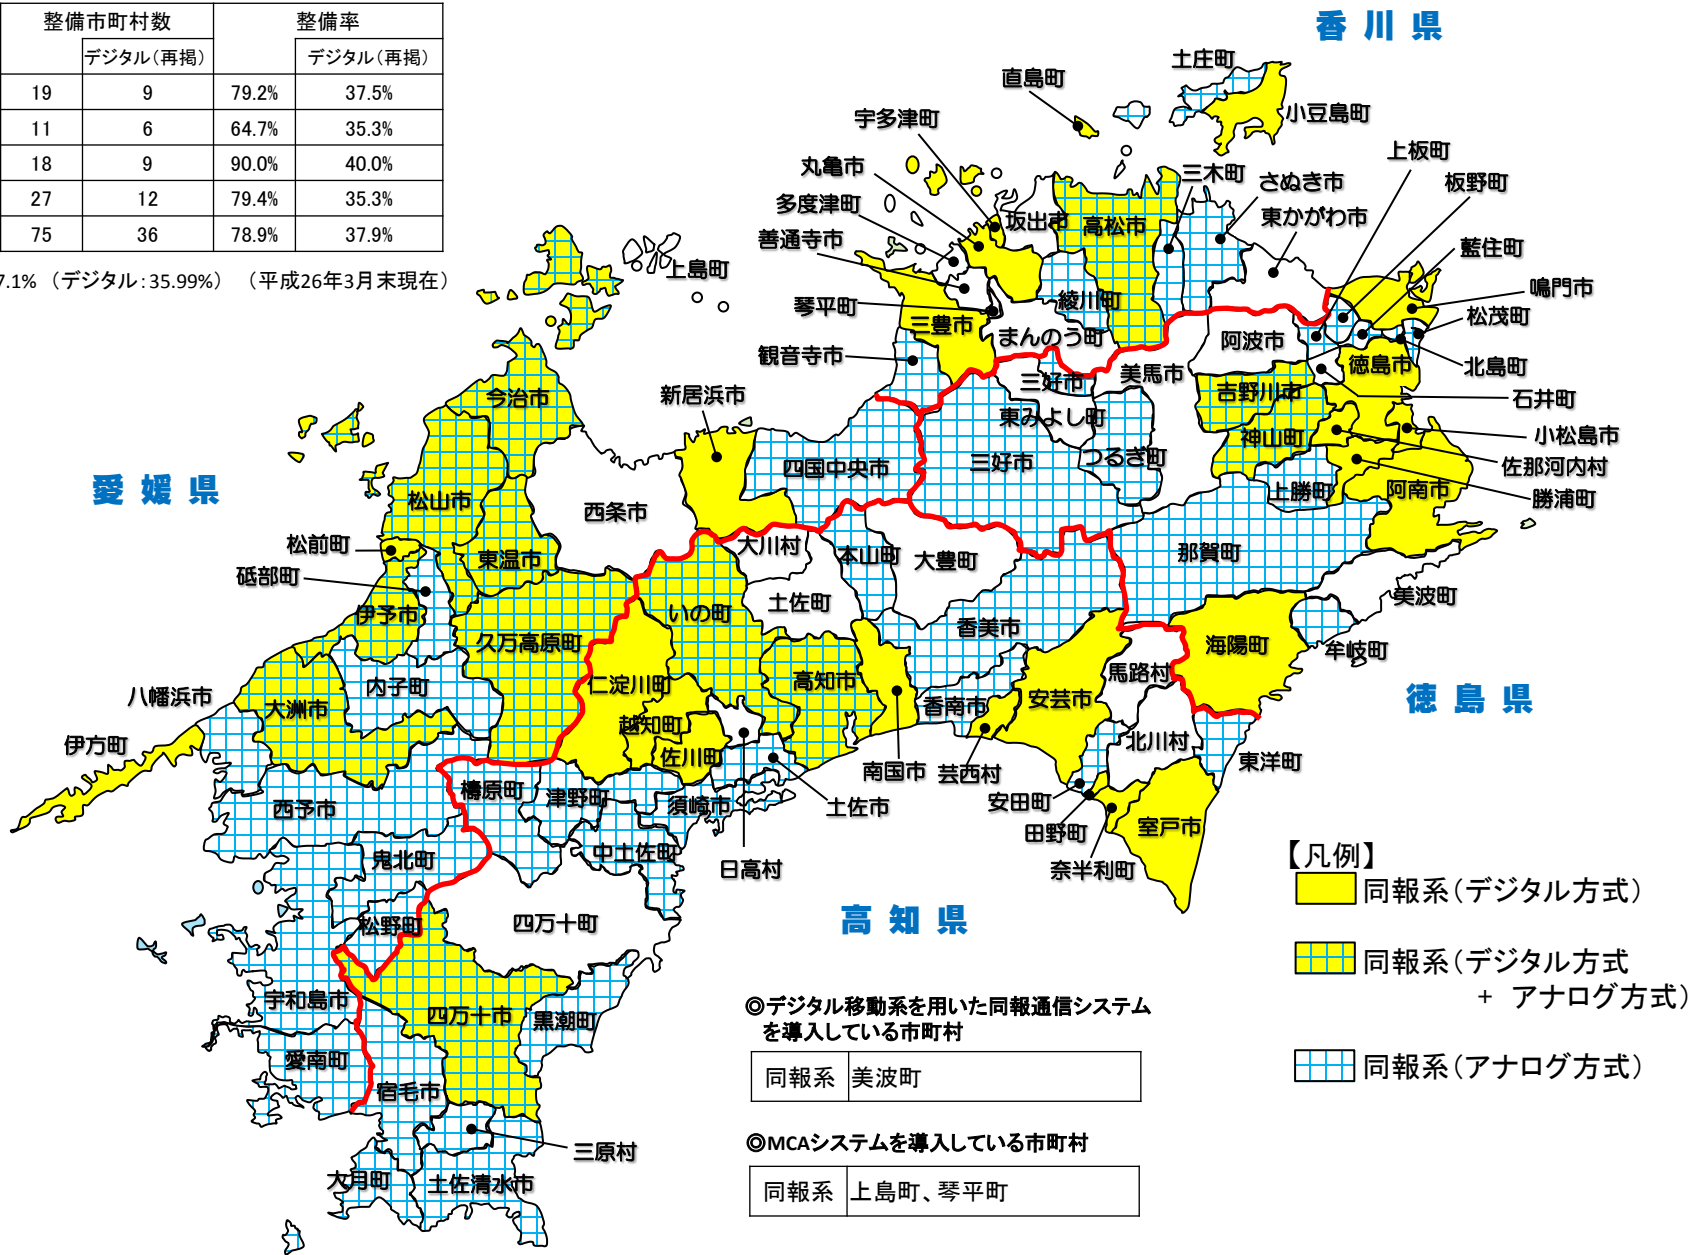 整備市町村数 整備率
デジタル(再掲) デジタル(再掲)
19 9 79.2% 37.5%
11 6 64.7% 35.3%
18 9 90.0% 40.0%
27 12 79.4% 35.3%
75 36 78.9% 37.9%
7.1% (デジタル:35.99%) (平成26年3月末現在)
香川県
土庄町
直島町
小豆島町
宇多津町
丸亀市
三木町
上板町
さぬき市
板野町
多度津町
坂出市
高松市
東かがわ市
善通寺市
藍住町
上島町
綾川町
鳴門市
琴平町
三豊市
まんのう町
松茂町
阿波市
観音寺市
徳島市
北島町
三好市
美馬市
新居浜市
今治市
吉野川市
石井町
東みよし町
神山町
小松島市
つるぎ町
三好市
四国中央市
佐那河内村
愛媛県
上勝町
阿南市
勝浦町
松山市
西条市
松前町
東温市
大川村
本山町
大豊町
那賀町
砥部町
土佐町
美波町
伊予市
いの町
香美市
久万高原町
海陽町
牟岐町
内子町
仁淀川町
高知市
馬路村
八幡浜市
大洲市
安芸市
香南市
徳島県
越知町
伊方町
佐川町
北川村
南国市
芸西村
東洋町
檮原町
津野町
須崎市
土佐市
安田町
西予市
田野町
室戸市
鬼北町
中土佐町
日高村
奈半利町
【凡例】
同報系(デジタル方式)
松野町
四万十町
高知県
同報系(デジタル方式
+ アナログ方式)
宇和島市
四万十市
黒潮町
◎デジタル移動系を用いた同報通信システム
を導入している市町村
愛南町
同報系(アナログ方式)
同報系 美波町
宿毛市
◎MCAシステムを導入している市町村
三原村
大月町
土佐清水市
同報系 上島町、琴平町